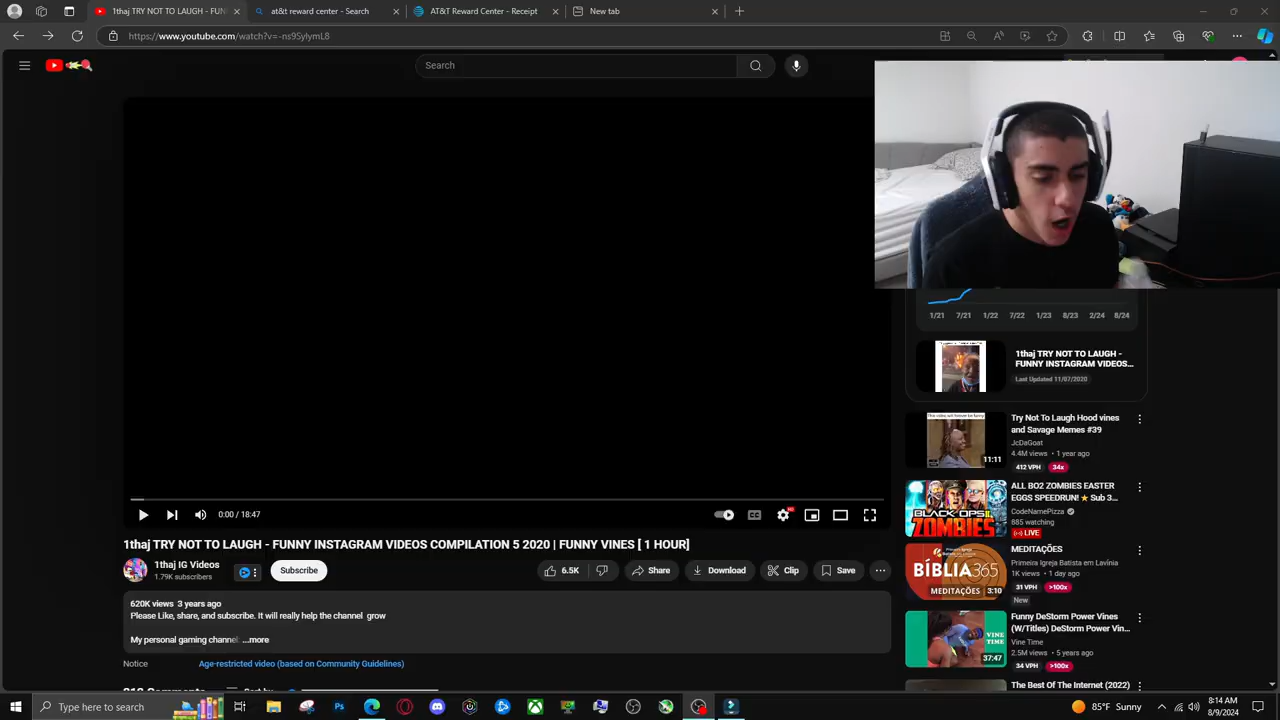 1thaj TRY NOT TO LAUGH - FUN
at&t reward center - Search
AT&T Reward Center - Receipt
New tab
https://www.youtube.com/watch?v=-ns9SyIymL8
Search
1/21 7/21 1/22 7/22 1/23 8/23 2/24 8/24
1thaj TRY NOT TO LAUGH -
FUNNY INSTAGRAM VIDEOS...
Last Updated 11/07/2020
Try Not To Laugh Hood vines
and Savage Memes #39
JcDaGoat
4.4M views • 1 year ago
412 VPH 34x
11:11
ALL BO2 ZOMBIES EASTER
EGGS SPEEDRUN! ★ Sub 3...
CodeNamePizza
885 watching
LIVE
BLACK OPS II
ZOMBIES
MEDITAÇÕES
Primeira Igreja Batista em Lavínia
1K views • 1 day ago
31 VPH >100x
New
BÍBLIA365
MEDITAÇÕES 3:10
Funny DeStorm Power Vines
(W/Titles) DeStorm Power Vin...
Vine Time
2.5M views • 5 years ago
34 VPH >100x
VINE
TIME
37:47
The Best Of The Internet (2022)
0:00 / 18:47
1thaj TRY NOT TO LAUGH - FUNNY INSTAGRAM VIDEOS COMPILATION 5 2020 | FUNNY MEMES [ 1 HOUR]
1thaj IG Videos
1.79K subscribers
Subscribe
6.5K
Share
Download
Clip
Save
620K views 3 years ago
Please Like, share, and subscribe. It will really help the channel grow
My personal gaming channel: ...more
Notice
Age-restricted video (based on Community Guidelines)
Type here to search
85°F Sunny
8:14 AM
8/9/2024